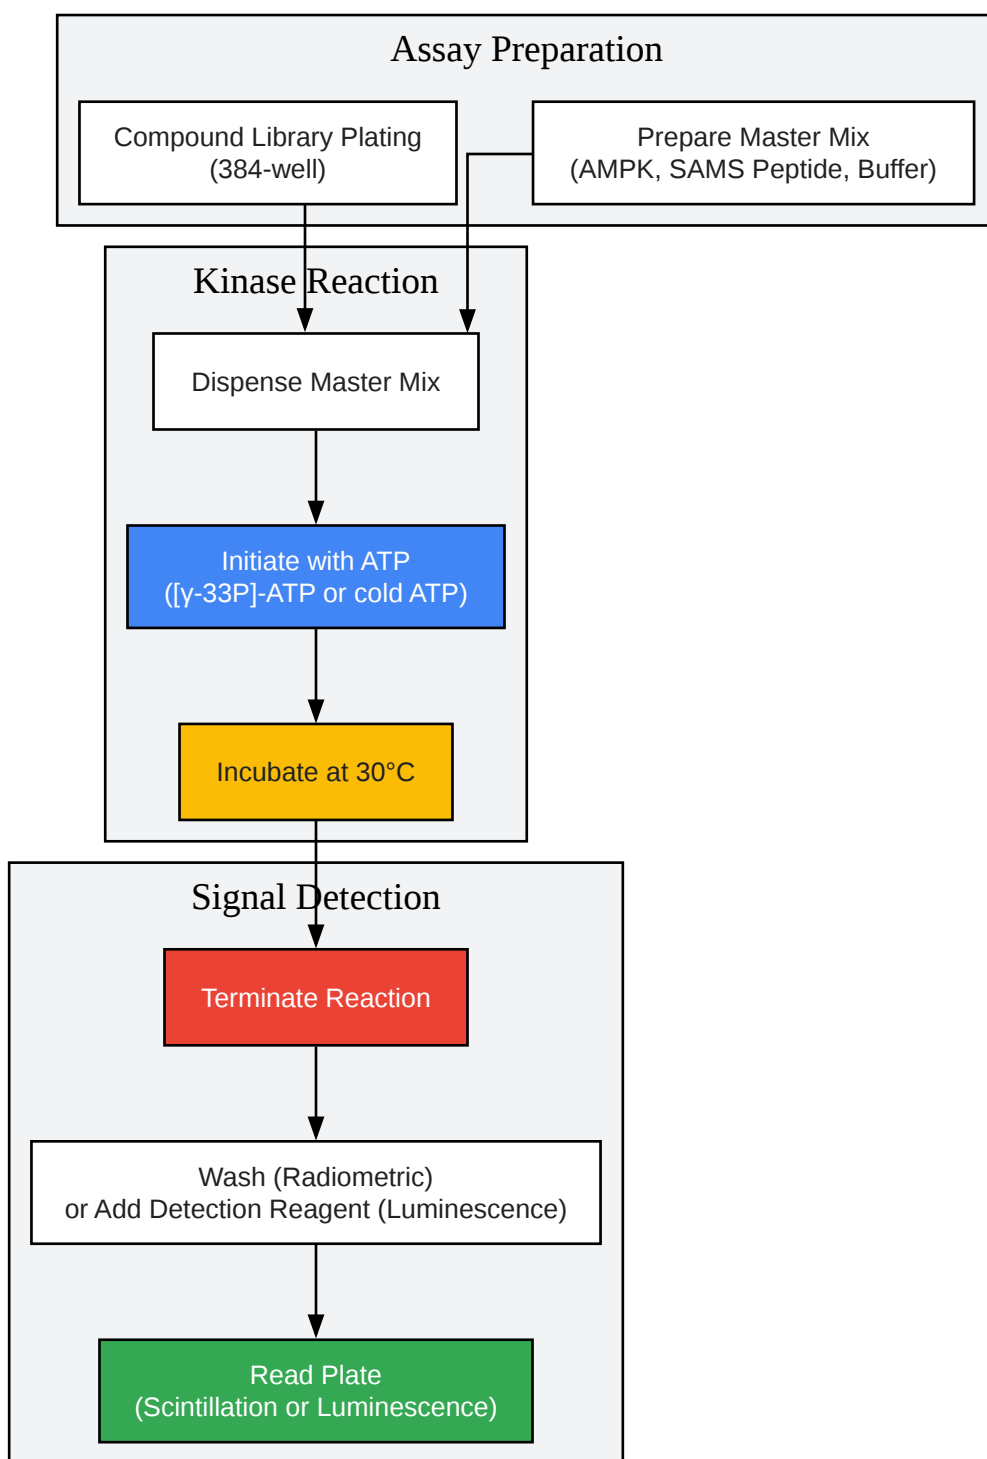 Assay Preparation
Compound Library Plating
(384-well)
Prepare Master Mix
(AMPK, SAMS Peptide, Buffer)
Kinase Reaction
Dispense Master Mix
Initiate with ATP
([γ-33P]-ATP or cold ATP)
Incubate at 30°C
Signal Detection
Terminate Reaction
Wash (Radiometric)
or Add Detection Reagent (Luminescence)
Read Plate
(Scintillation or Luminescence)